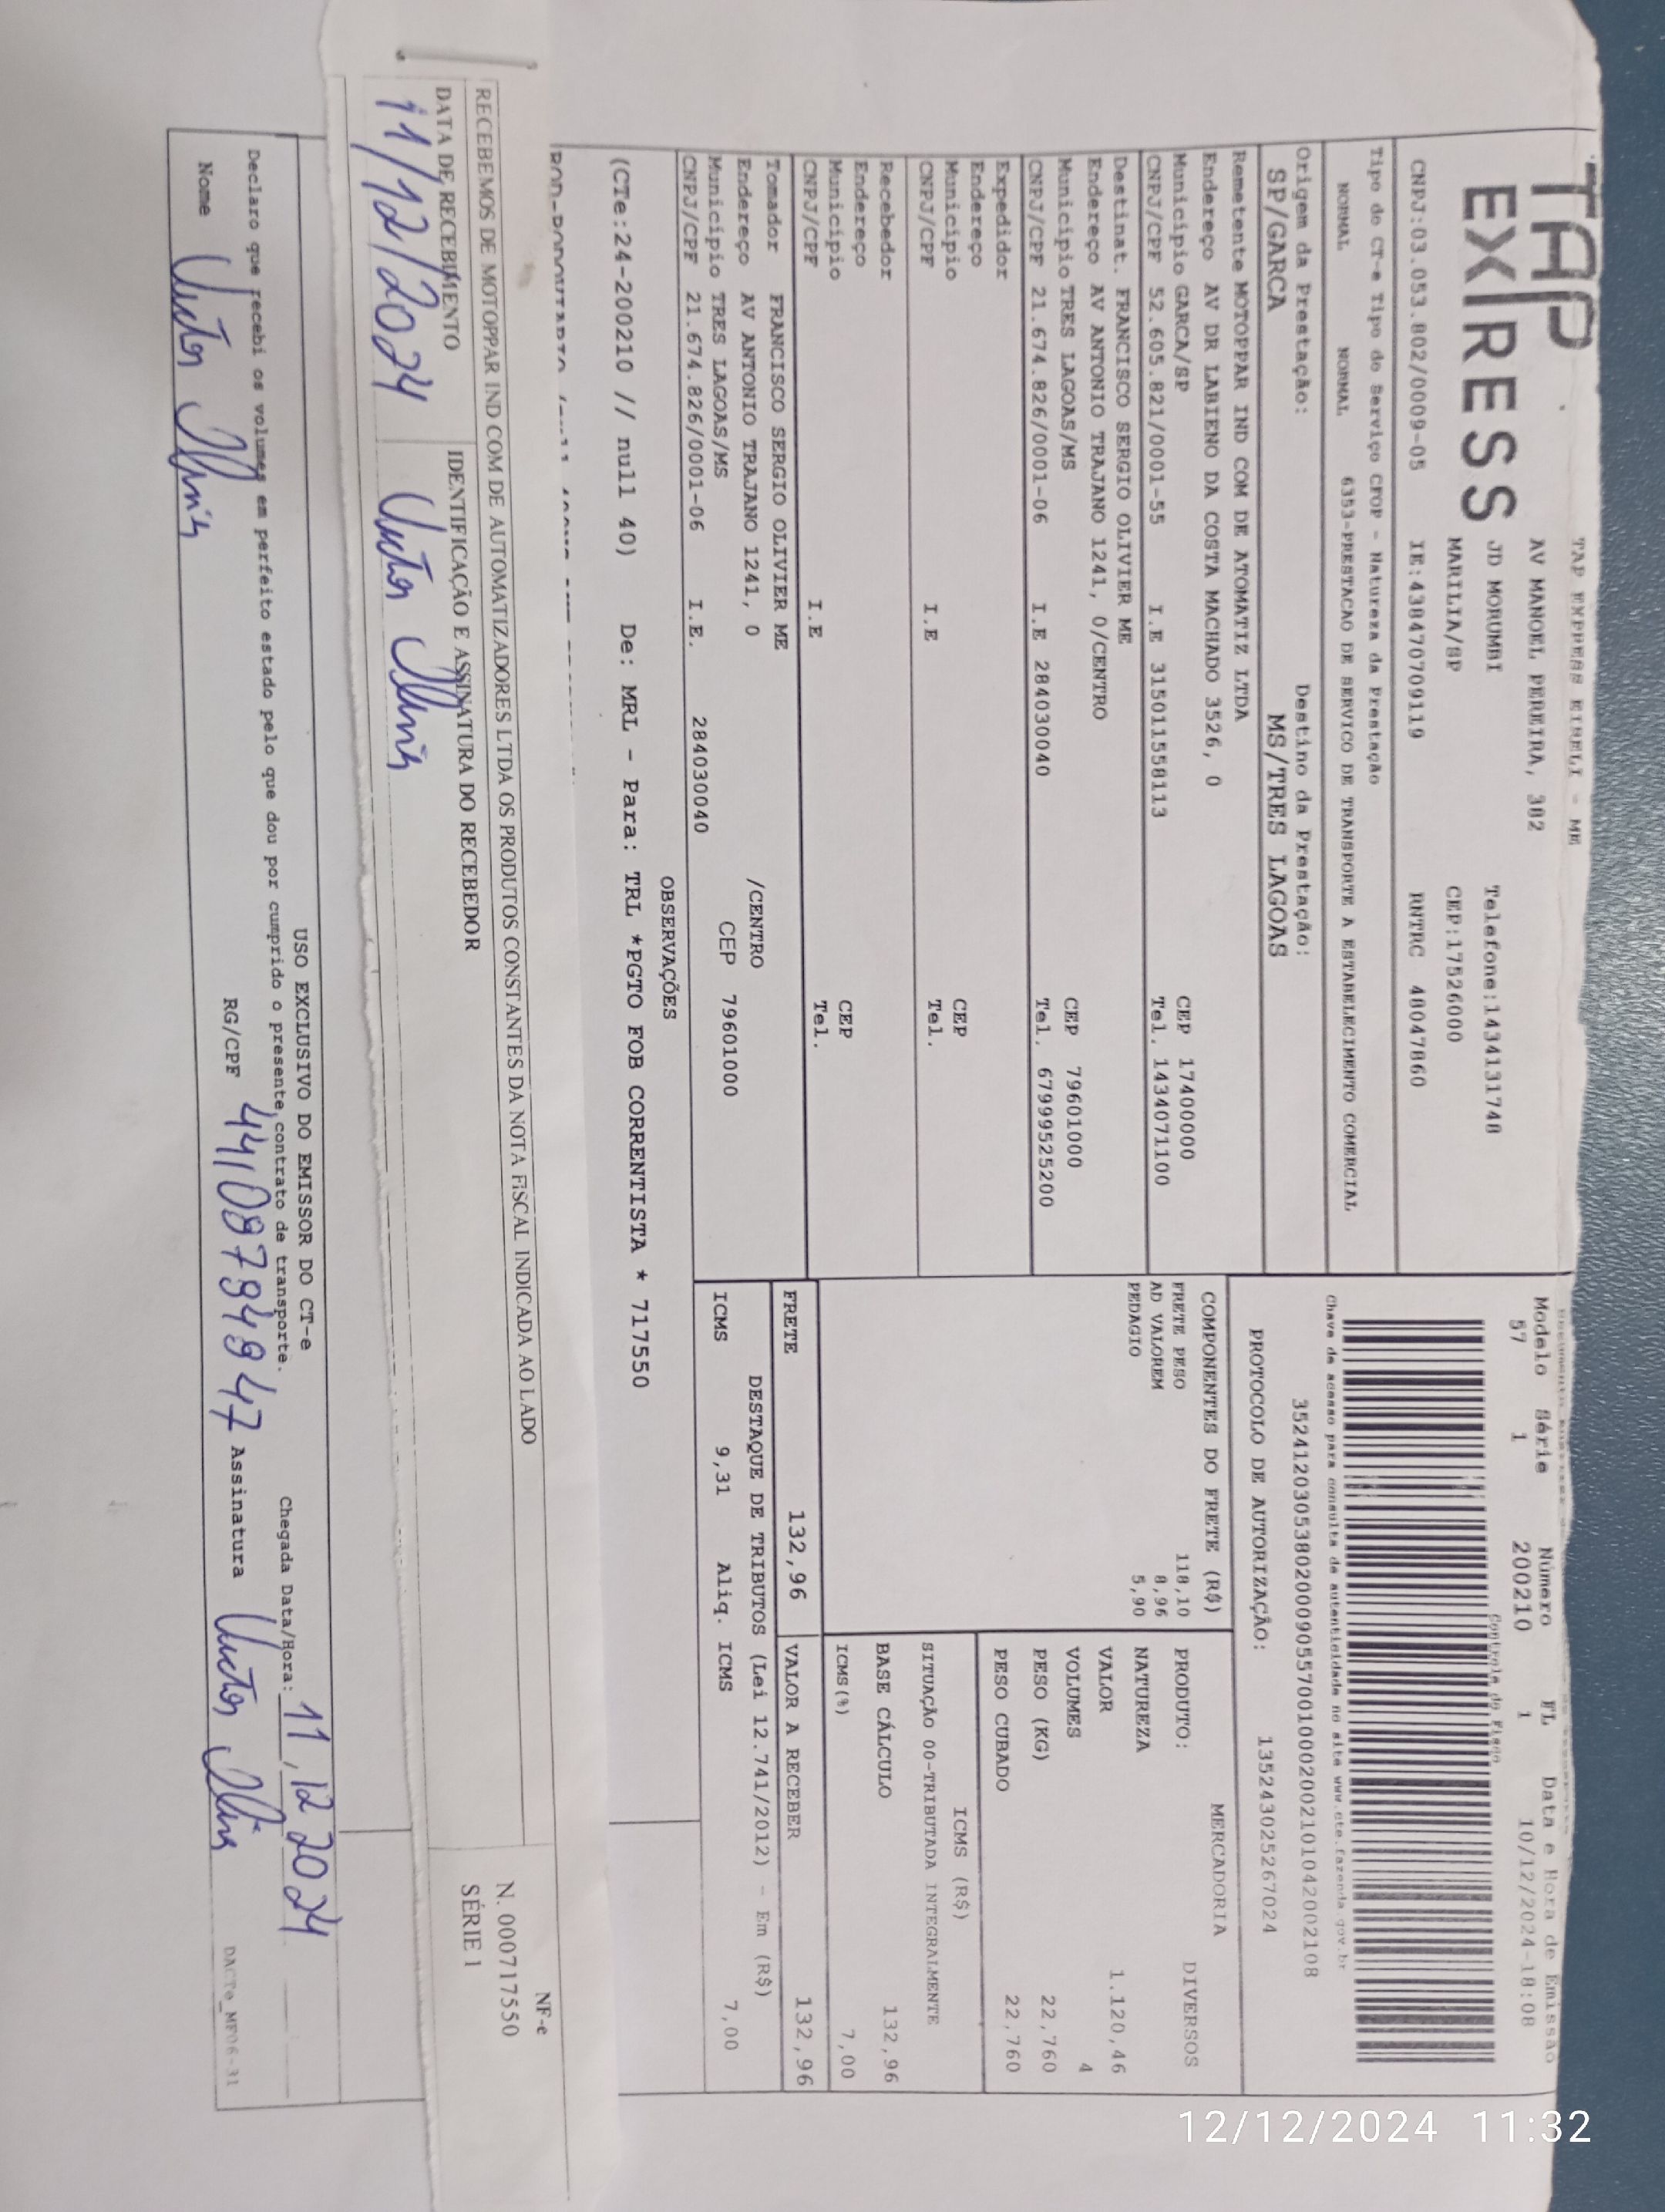 TAP
EXPRESS
TAP EXPRESS EIRELI - ME
AV MANOEL PEREIRA, 302
JD MORUMBI Telefone:1434131748
MARILIA/SP CEP:17526000
CNPJ:03.053.802/0009-05 IE:438470709119 RNTRC 48047860
Modelo Série Número FL Data e Hora de Emissão
57 1 200210 1 10/12/2024-18:08
Controle do Fisco
Chave de acesso para consulta de autenticidade no site www.cte.fazenda.gov.br
35241203053802000905570010002002101042002108
PROTOCOLO DE AUTORIZAÇÃO: 135243025267024
Tipo do CT-e Tipo do Serviço CFOP - Natureza da Prestação
NORMAL NORMAL 6353-PRESTACAO DE SERVICO DE TRANSPORTE A ESTABELECIMENTO COMERCIAL
Origem da Prestação: Destino da Prestação:
SP/GARCA MS/TRES LAGOAS
Remetente MOTOPPAR IND COM DE ATOMATIZ LTDA
Endereço AV DR LABIENO DA COSTA MACHADO 3526, 0
Município GARCA/SP CEP 17400000
CNPJ/CPF 52.605.821/0001-55 I.E 315011558113 Tel. 1434071100
Destinat. FRANCISCO SERGIO OLIVIER ME
Endereço AV ANTONIO TRAJANO 1241, 0/CENTRO
Município TRES LAGOAS/MS CEP 79601000
CNPJ/CPF 21.674.826/0001-06 I.E 284030040 Tel. 67999525200
Expedidor
Endereço
Município CEP
CNPJ/CPF I.E Tel.
Recebedor
Endereço
Município CEP
CNPJ/CPF I.E Tel.
Tomador FRANCISCO SERGIO OLIVIER ME
Endereço AV ANTONIO TRAJANO 1241, 0 /CENTRO
Município TRES LAGOAS/MS CEP 79601000
CNPJ/CPF 21.674.826/0001-06 I.E. 284030040
COMPONENTES DO FRETE (R$)
FRETE PESO 118,10
AD VALOREM 8,96
PEDAGIO 5,90
MERCADORIA
PRODUTO: DIVERSOS
NATUREZA
VALOR 1.120,46
VOLUMES 4
PESO (KG) 22,760
PESO CUBADO 22,760
ICMS (R$)
SITUAÇÃO 00-TRIBUTADA INTEGRALMENTE
BASE CÁLCULO 132,96
ICMS(%) 7,00
FRETE 132,96 VALOR A RECEBER 132,96
DESTAQUE DE TRIBUTOS (Lei 12.741/2012) - Em (R$)
ICMS 9,31 Aliq. ICMS 7,00
OBSERVAÇÕES
(CTe:24-200210 // null 40) De: MRL - Para: TRL *PGTO FOB CORRENTISTA * 717550
RECEBEMOS DE MOTOPPAR IND COM DE AUTOMATIZADORES LTDA OS PRODUTOS CONSTANTES DA NOTA FISCAL INDICADA AO LADO
DATA DE RECEBIMENTO IDENTIFICAÇÃO E ASSINATURA DO RECEBEDOR
11/12/2024
NF-e
N. 000717550
SÉRIE 1
USO EXCLUSIVO DO EMISSOR DO CT-e
Declaro que recebi os volumes em perfeito estado pelo que dou por cumprido o presente contrato de transporte.
Chegada Data/Hora: 11,12 2024
Nome Victor RG/CPF 44108794947 Assinatura Victor
DACTe_MF06-31
12/12/2024 11:32